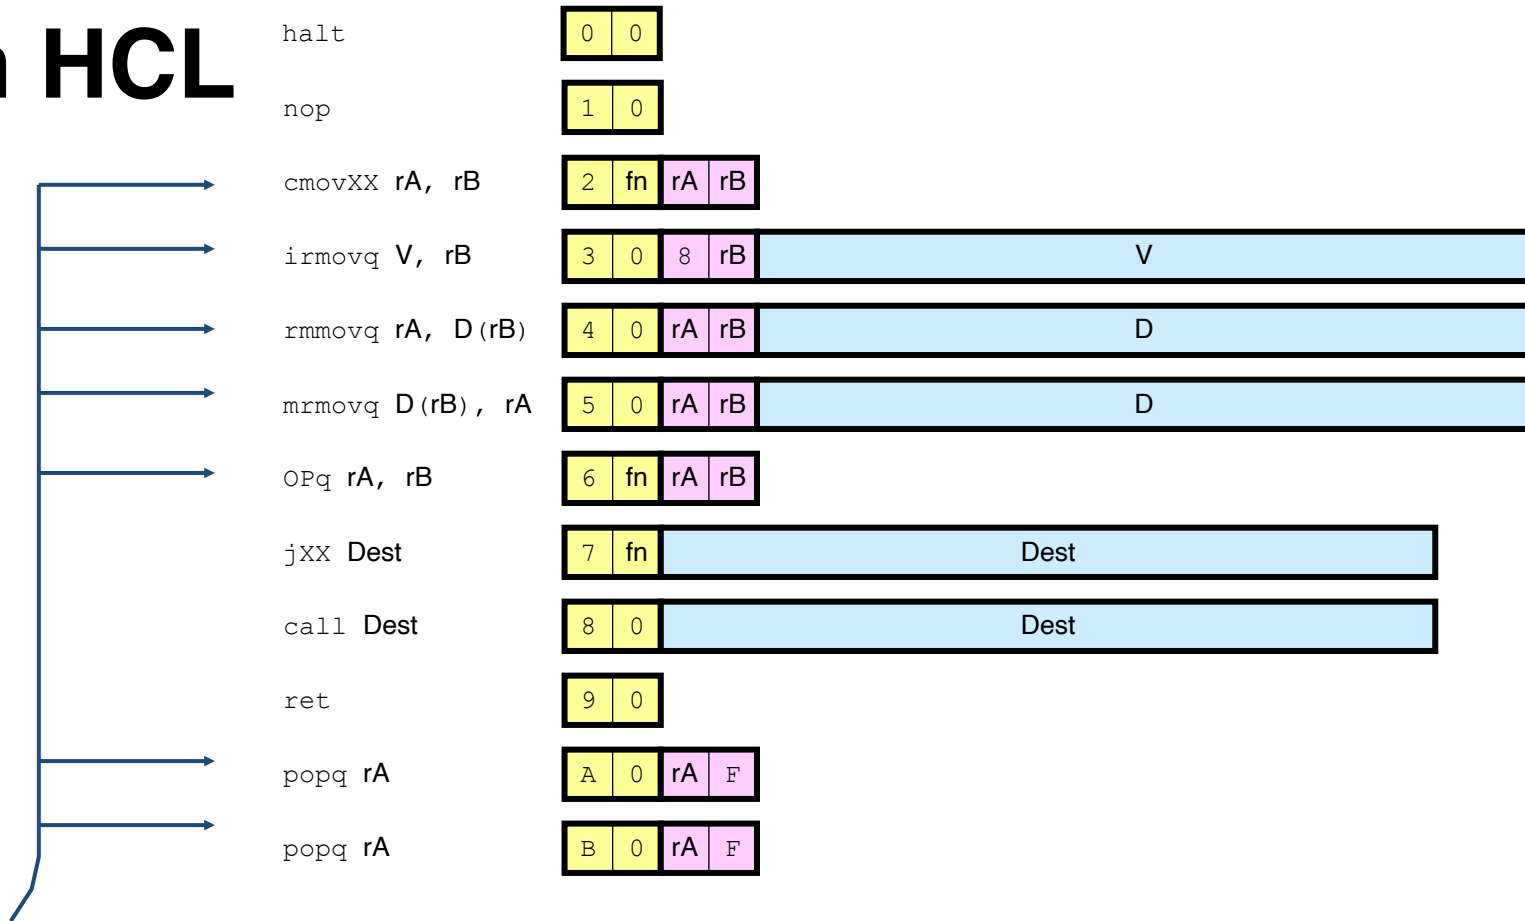 n HCL
halt 0 0
nop 1 0
cmovXX rA, rB 2 fn rA rB
irmovq V, rB 3 0 8 rB V
rmmovq rA, D(rB) 4 0 rA rB D
mrmovq D(rB), rA 5 0 rA rB D
OPq rA, rB 6 fn rA rB
jXX Dest 7 fn Dest
call Dest 8 0 Dest
ret 9 0
popq rA A 0 rA F
popq rA B 0 rA F